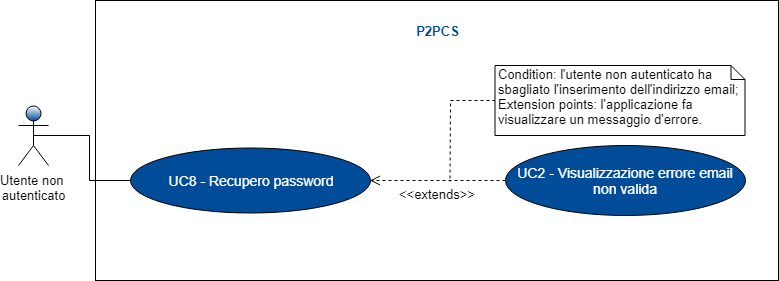 P2PCS
Condition: l'utente non autenticato ha
sbagliato l'inserimento dell'indirizzo email;
Extension points: l'applicazione fa
visualizzare un messaggio d'errore.
Utente non
autenticato
UC8 - Recupero password
<<extends>>
UC2 - Visualizzazione errore email
non valida